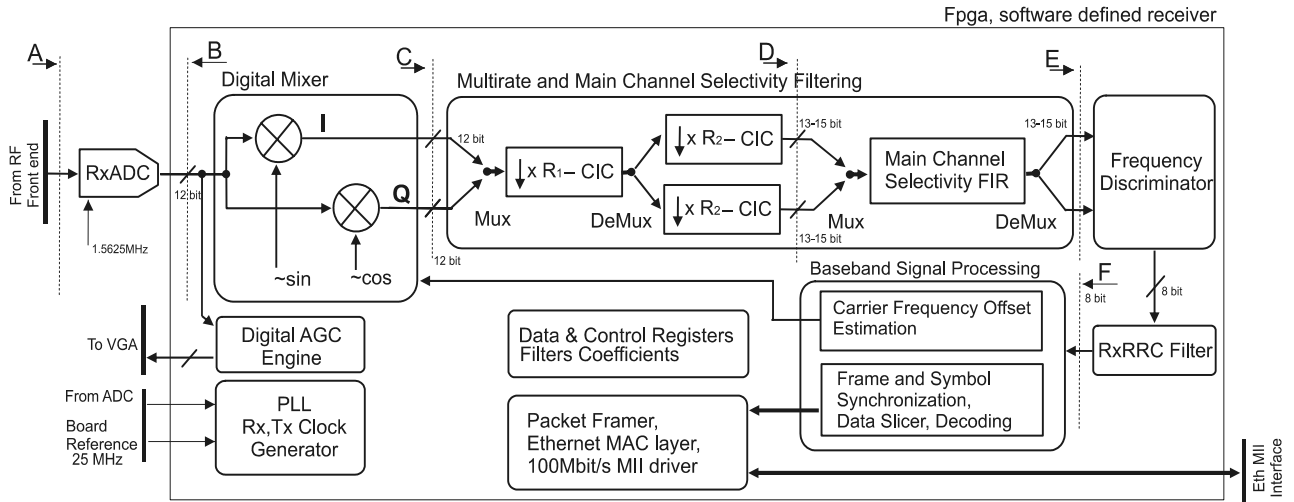 Fpga, software defined receiver
A
B
C
D
E
Digital Mixer
Multirate and Main Channel Selectivity Filtering
From RF
Front end
RxADC
12 bit
1.5625MHz
I
Q
~sin
~cos
12 bit
12 bit
Mux
x R1– CIC
DeMux
x R2– CIC
x R2– CIC
13-15 bit
13-15 bit
Mux
Main Channel
Selectivity FIR
DeMux
13-15 bit
Frequency
Discriminator
8 bit
F
8 bit
RxRRC Filter
Baseband Signal Processing
Carrier Frequency Offset
Estimation
Frame and Symbol
Synchronization,
Data Slicer, Decoding
To VGA
Digital AGC
Engine
Data & Control Registers
Filters Coefficients
From ADC
Board
Reference
25 MHz
PLL
Rx,Tx Clock
Generator
Packet Framer,
Ethernet MAC layer,
100Mbit/s MII driver
Eth MII
Interface